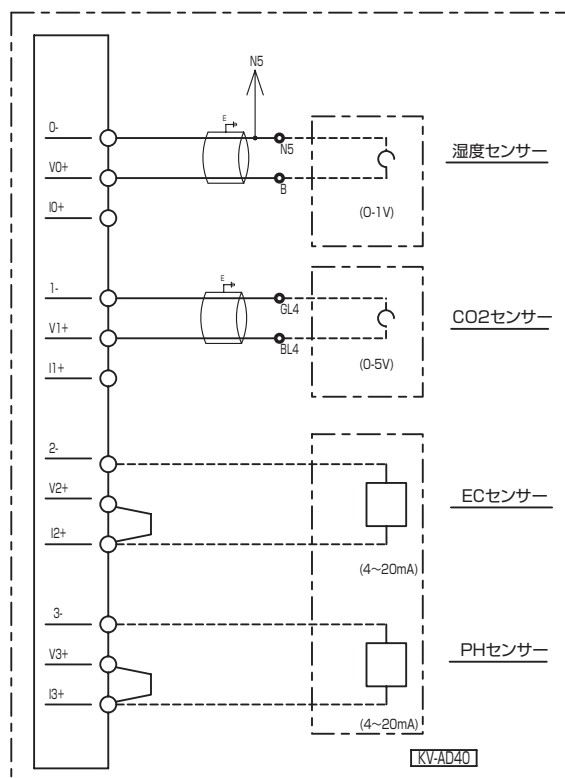 N5
E
0-
N5
湿度センサー
V0+
B
I0+
(0-1V)
E
1-
GL4
CO2センサー
V1+
BL4
I1+
(0-5V)
2-
V2+
ECセンサー
I2+
(4~20mA)
3-
V3+
PHセンサー
I3+
(4~20mA)
KV-AD40